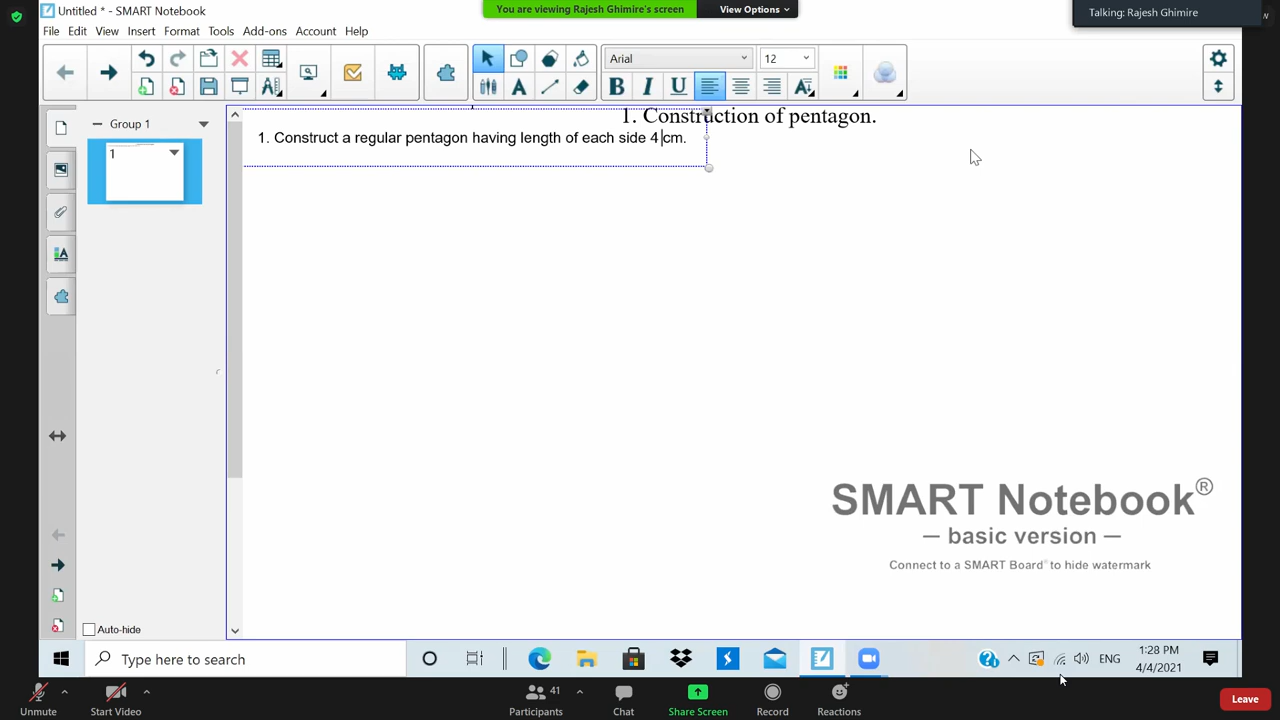 Untitled * - SMART Notebook
You are viewing Rajesh Ghimire's screen
View Options
Talking: Rajesh Ghimire
File Edit View Insert Format Tools Add-ons Account Help
Arial
12
B I U
Group 1
1
1. Construction of pentagon.
1. Construct a regular pentagon having length of each side 4 cm.
SMART Notebook®
— basic version —
Connect to a SMART Board® to hide watermark
Auto-hide
Type here to search
ENG
1:28 PM
4/4/2021
Unmute
Start Video
41
Participants
Chat
Share Screen
Record
Reactions
Leave